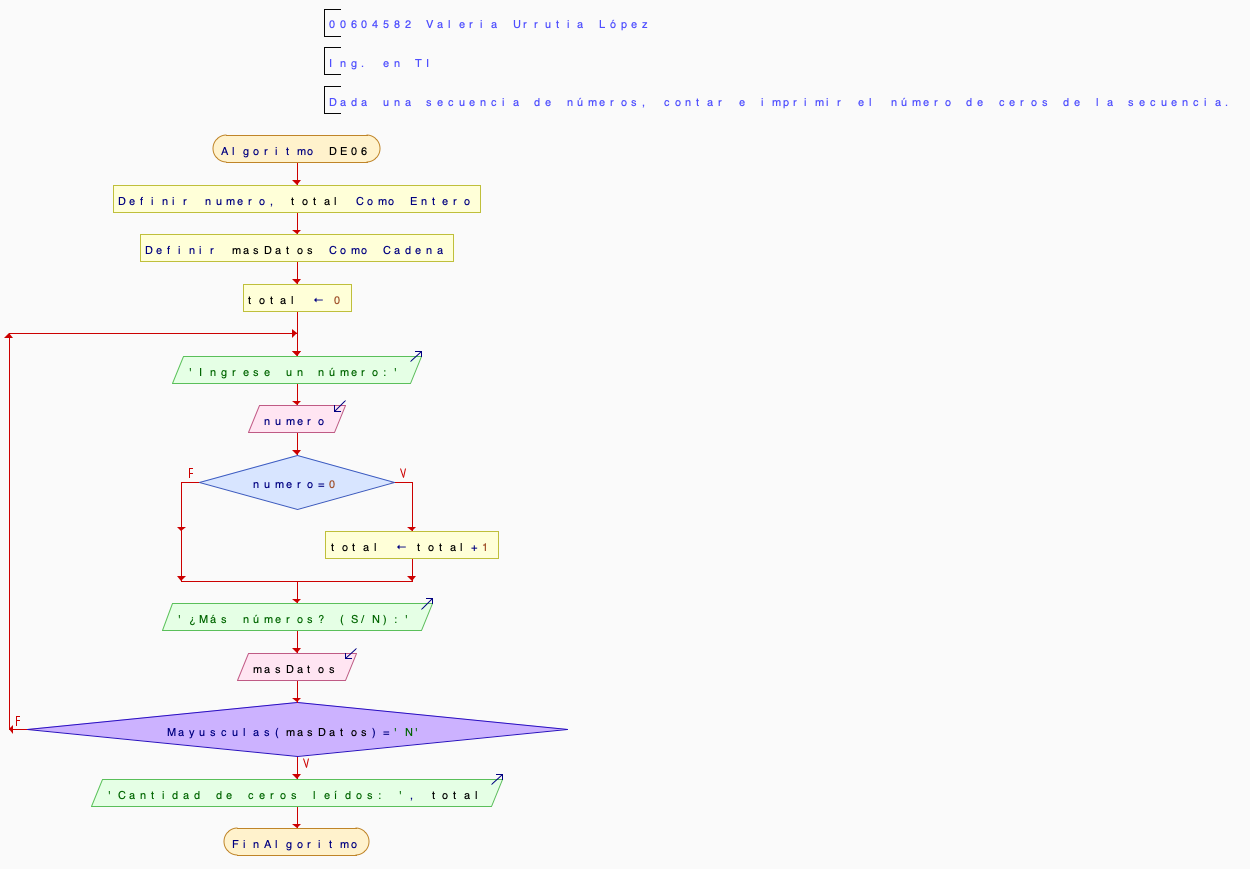 00604582 Valeria Urrutia López
Ing. en TI
Dada una secuencia de números, contar e imprimir el número de ceros de la secuencia.
Algoritmo DE06
Definir numero, total Como Entero
Definir masDatos Como Cadena
total ← 0
'Ingrese un número:'
numero
F
V
numero=0
total ← total+1
'¿Más números? (S/N):'
masDatos
F
Mayusculas(masDatos)='N'
V
'Cantidad de ceros leídos: ', total
FinAlgoritmo